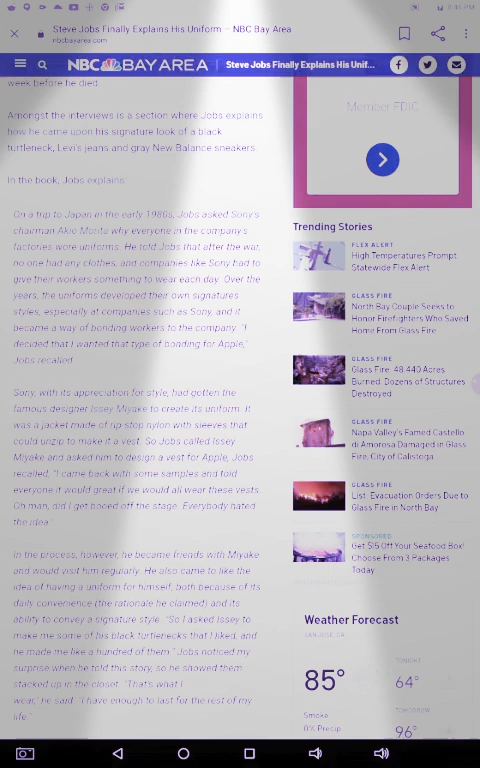 Steve Jobs Finally Explains His Uniform – NBC Bay Area
nbcbayarea.com
NBC BAY AREA
Steve Jobs Finally Explains His Unif...
week before he died.
Amongst the interviews is a section where Jobs explains
how he came upon his signature look of a black
turtleneck, Levi's jeans and gray New Balance sneakers.
In the book, Jobs explains:
On a trip to Japan in the early 1980s, Jobs asked Sony's
chairman Akio Morita why everyone in the company's
factories wore uniforms. He told Jobs that after the war,
no one had any clothes, and companies like Sony had to
give their workers something to wear each day. Over the
years, the uniforms developed their own signatures
styles, especially at companies such as Sony, and it
became a way of bonding workers to the company. "I
decided that I wanted that type of bonding for Apple,"
Jobs recalled.
Sony, with its appreciation for style, had gotten the
famous designer Issey Miyake to create its uniform. It
was a jacket made of rip-stop nylon with sleeves that
could unzip to make it a vest. So Jobs called Issey
Miyake and asked him to design a vest for Apple, Jobs
recalled, "I came back with some samples and told
everyone it would great if we would all wear these vests.
Oh man, did I get booed off the stage. Everybody hated
the idea."
In the process, however, he became friends with Miyake
and would visit him regularly. He also came to like the
idea of having a uniform for himself, both because of its
daily convenience (the rationale he claimed) and its
ability to convey a signature style. "So I asked Issey to
make me some of his black turtlenecks that I liked, and
he made me like a hundred of them." Jobs noticed my
surprise when he told this story, so he showed them
stacked up in the closet. "That's what I
wear," he said. "I have enough to last for the rest of my
life."
Member FDIC
Trending Stories
FLEX ALERT
High Temperatures Prompt
Statewide Flex Alert
GLASS FIRE
North Bay Couple Seeks to
Honor Firefighters Who Saved
Home From Glass Fire
GLASS FIRE
Glass Fire: 48,440 Acres
Burned, Dozens of Structures
Destroyed
GLASS FIRE
Napa Valley's Famed Castello
di Amorosa Damaged in Glass
Fire, City of Calistoga
GLASS FIRE
List: Evacuation Orders Due to
Glass Fire in North Bay
SPONSORED
Get $15 Off Your Seafood Box!
Choose From 3 Packages
Today
Weather Forecast
SAN JOSE, CA
85°
Smoke
0% Precip
TONIGHT
64°
TOMORROW
96°